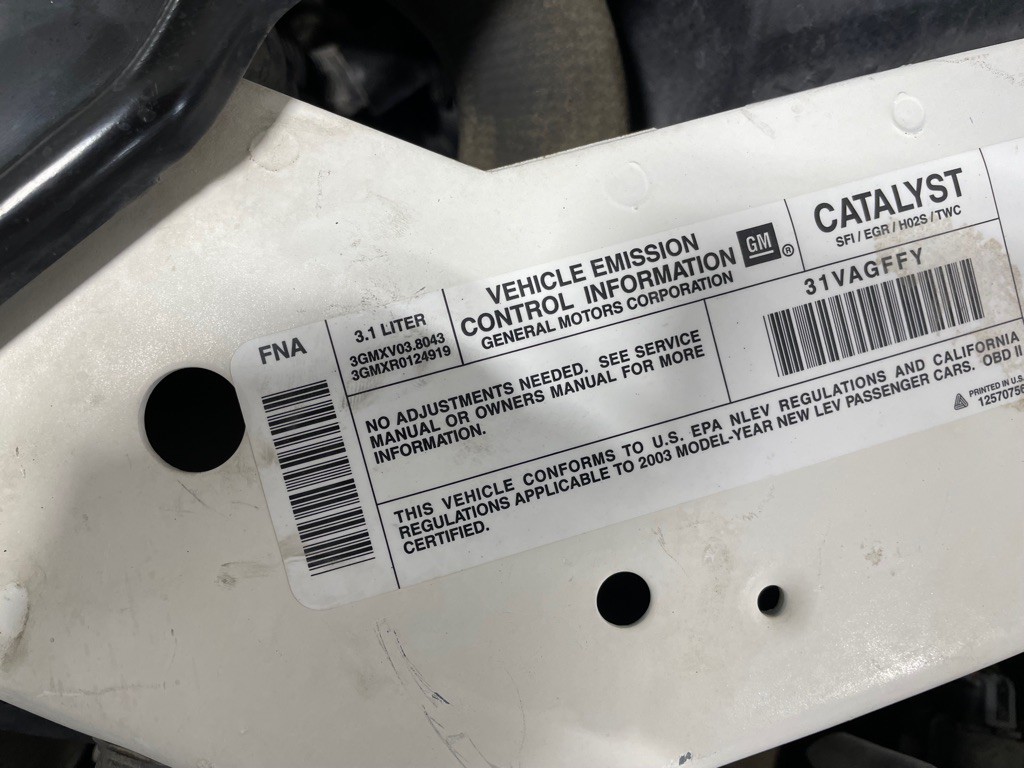 FNA
3.1 LITER
3GMXV03.8043
3GMXR0124919
VEHICLE EMISSION
CONTROL INFORMATION
GENERAL MOTORS CORPORATION
GM ®
CATALYST
SFI / EGR / H02S / TWC
NO ADJUSTMENTS NEEDED. SEE SERVICE
MANUAL OR OWNERS MANUAL FOR MORE
INFORMATION.
31VAGFFY
THIS VEHICLE CONFORMS TO U.S. EPA NLEV REGULATIONS AND CALIFORNIA
REGULATIONS APPLICABLE TO 2003 MODEL-YEAR NEW LEV PASSENGER CARS. OBD II
CERTIFIED.
PRINTED IN U.S.